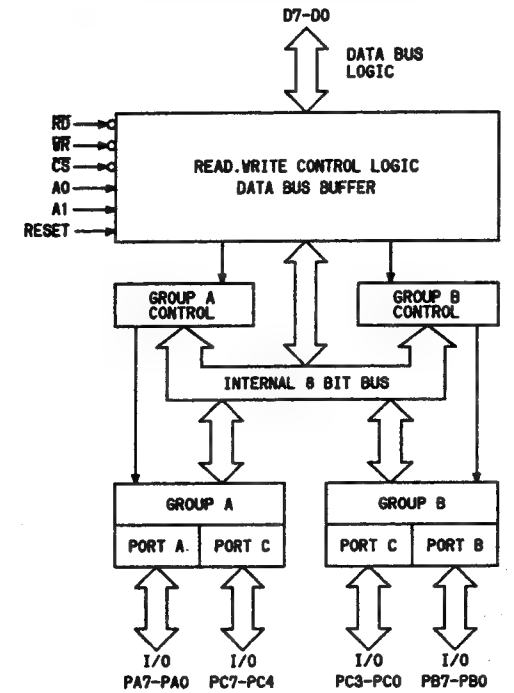 D7-D0
DATA BUS
LOGIC
RD
WR
CS
A0
A1
RESET
READ.WRITE CONTROL LOGIC
DATA BUS BUFFER
GROUP A
CONTROL
GROUP B
CONTROL
INTERNAL 8 BIT BUS
GROUP A
GROUP B
PORT A.
PORT C
PORT C
PORT B
I/O
I/O
I/O
I/O
PA7-PA0
PC7-PC4
PC3-PC0
PB7-PB0